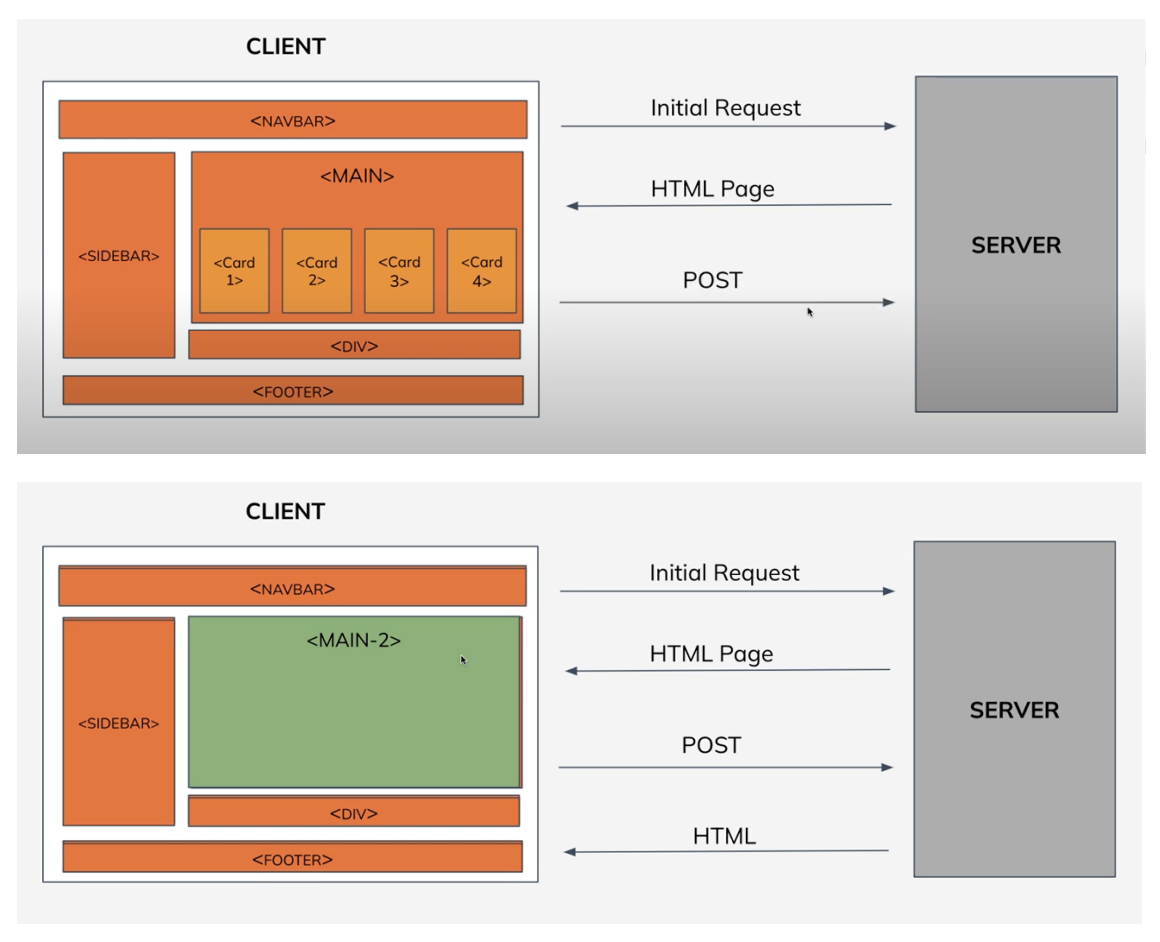 CLIENT
<NAVBAR>
Initial Request
<MAIN>
HTML Page
<SIDEBAR>
<Card
1>
<Card
2>
<Card
3>
<Card
4>
SERVER
POST
<DIV>
<FOOTER>
CLIENT
<NAVBAR>
Initial Request
<MAIN-2>
HTML Page
<SIDEBAR>
SERVER
POST
<DIV>
HTML
<FOOTER>